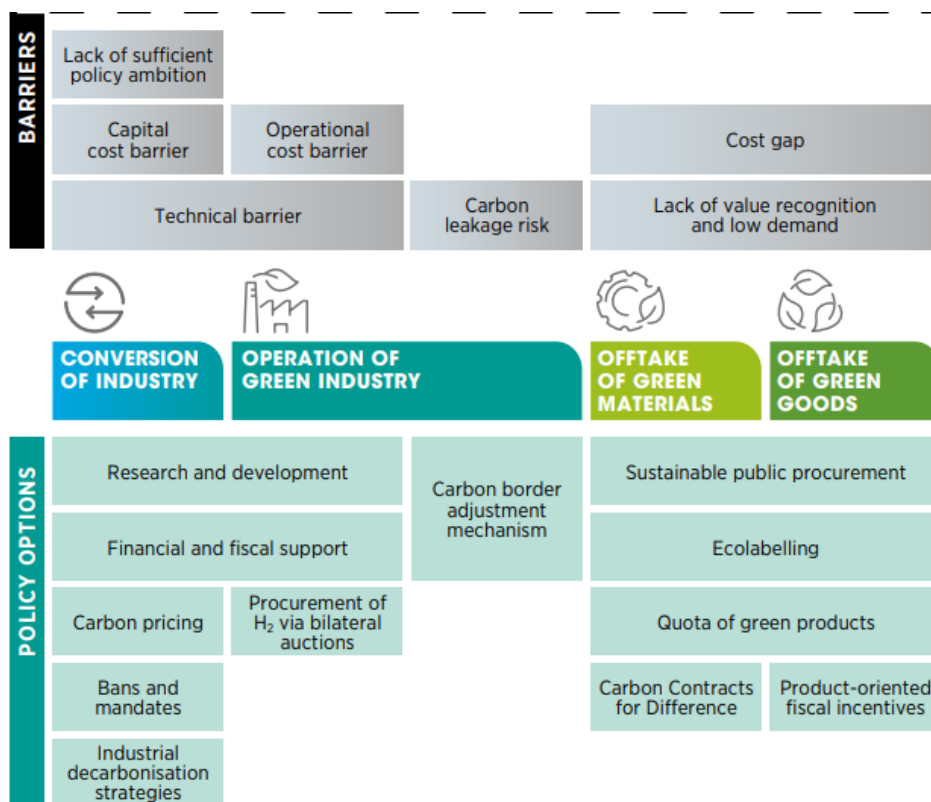 BARRIERS
Lack of sufficient
policy ambition
Capital
cost barrier
Operational
cost barrier
Cost gap
Technical barrier
Carbon
leakage risk
Lack of value recognition
and low demand
CONVERSION
OF INDUSTRY
OPERATION OF
GREEN INDUSTRY
OFFTAKE
OF GREEN
MATERIALS
OFFTAKE
OF GREEN
GOODS
POLICY OPTIONS
Research and development
Carbon border
adjustment
mechanism
Sustainable public procurement
Financial and fiscal support
Ecolabelling
Carbon pricing
Procurement of
H₂ via bilateral
auctions
Quota of green products
Bans and
mandates
Carbon Contracts
for Difference
Product-oriented
fiscal incentives
Industrial
decarbonisation
strategies